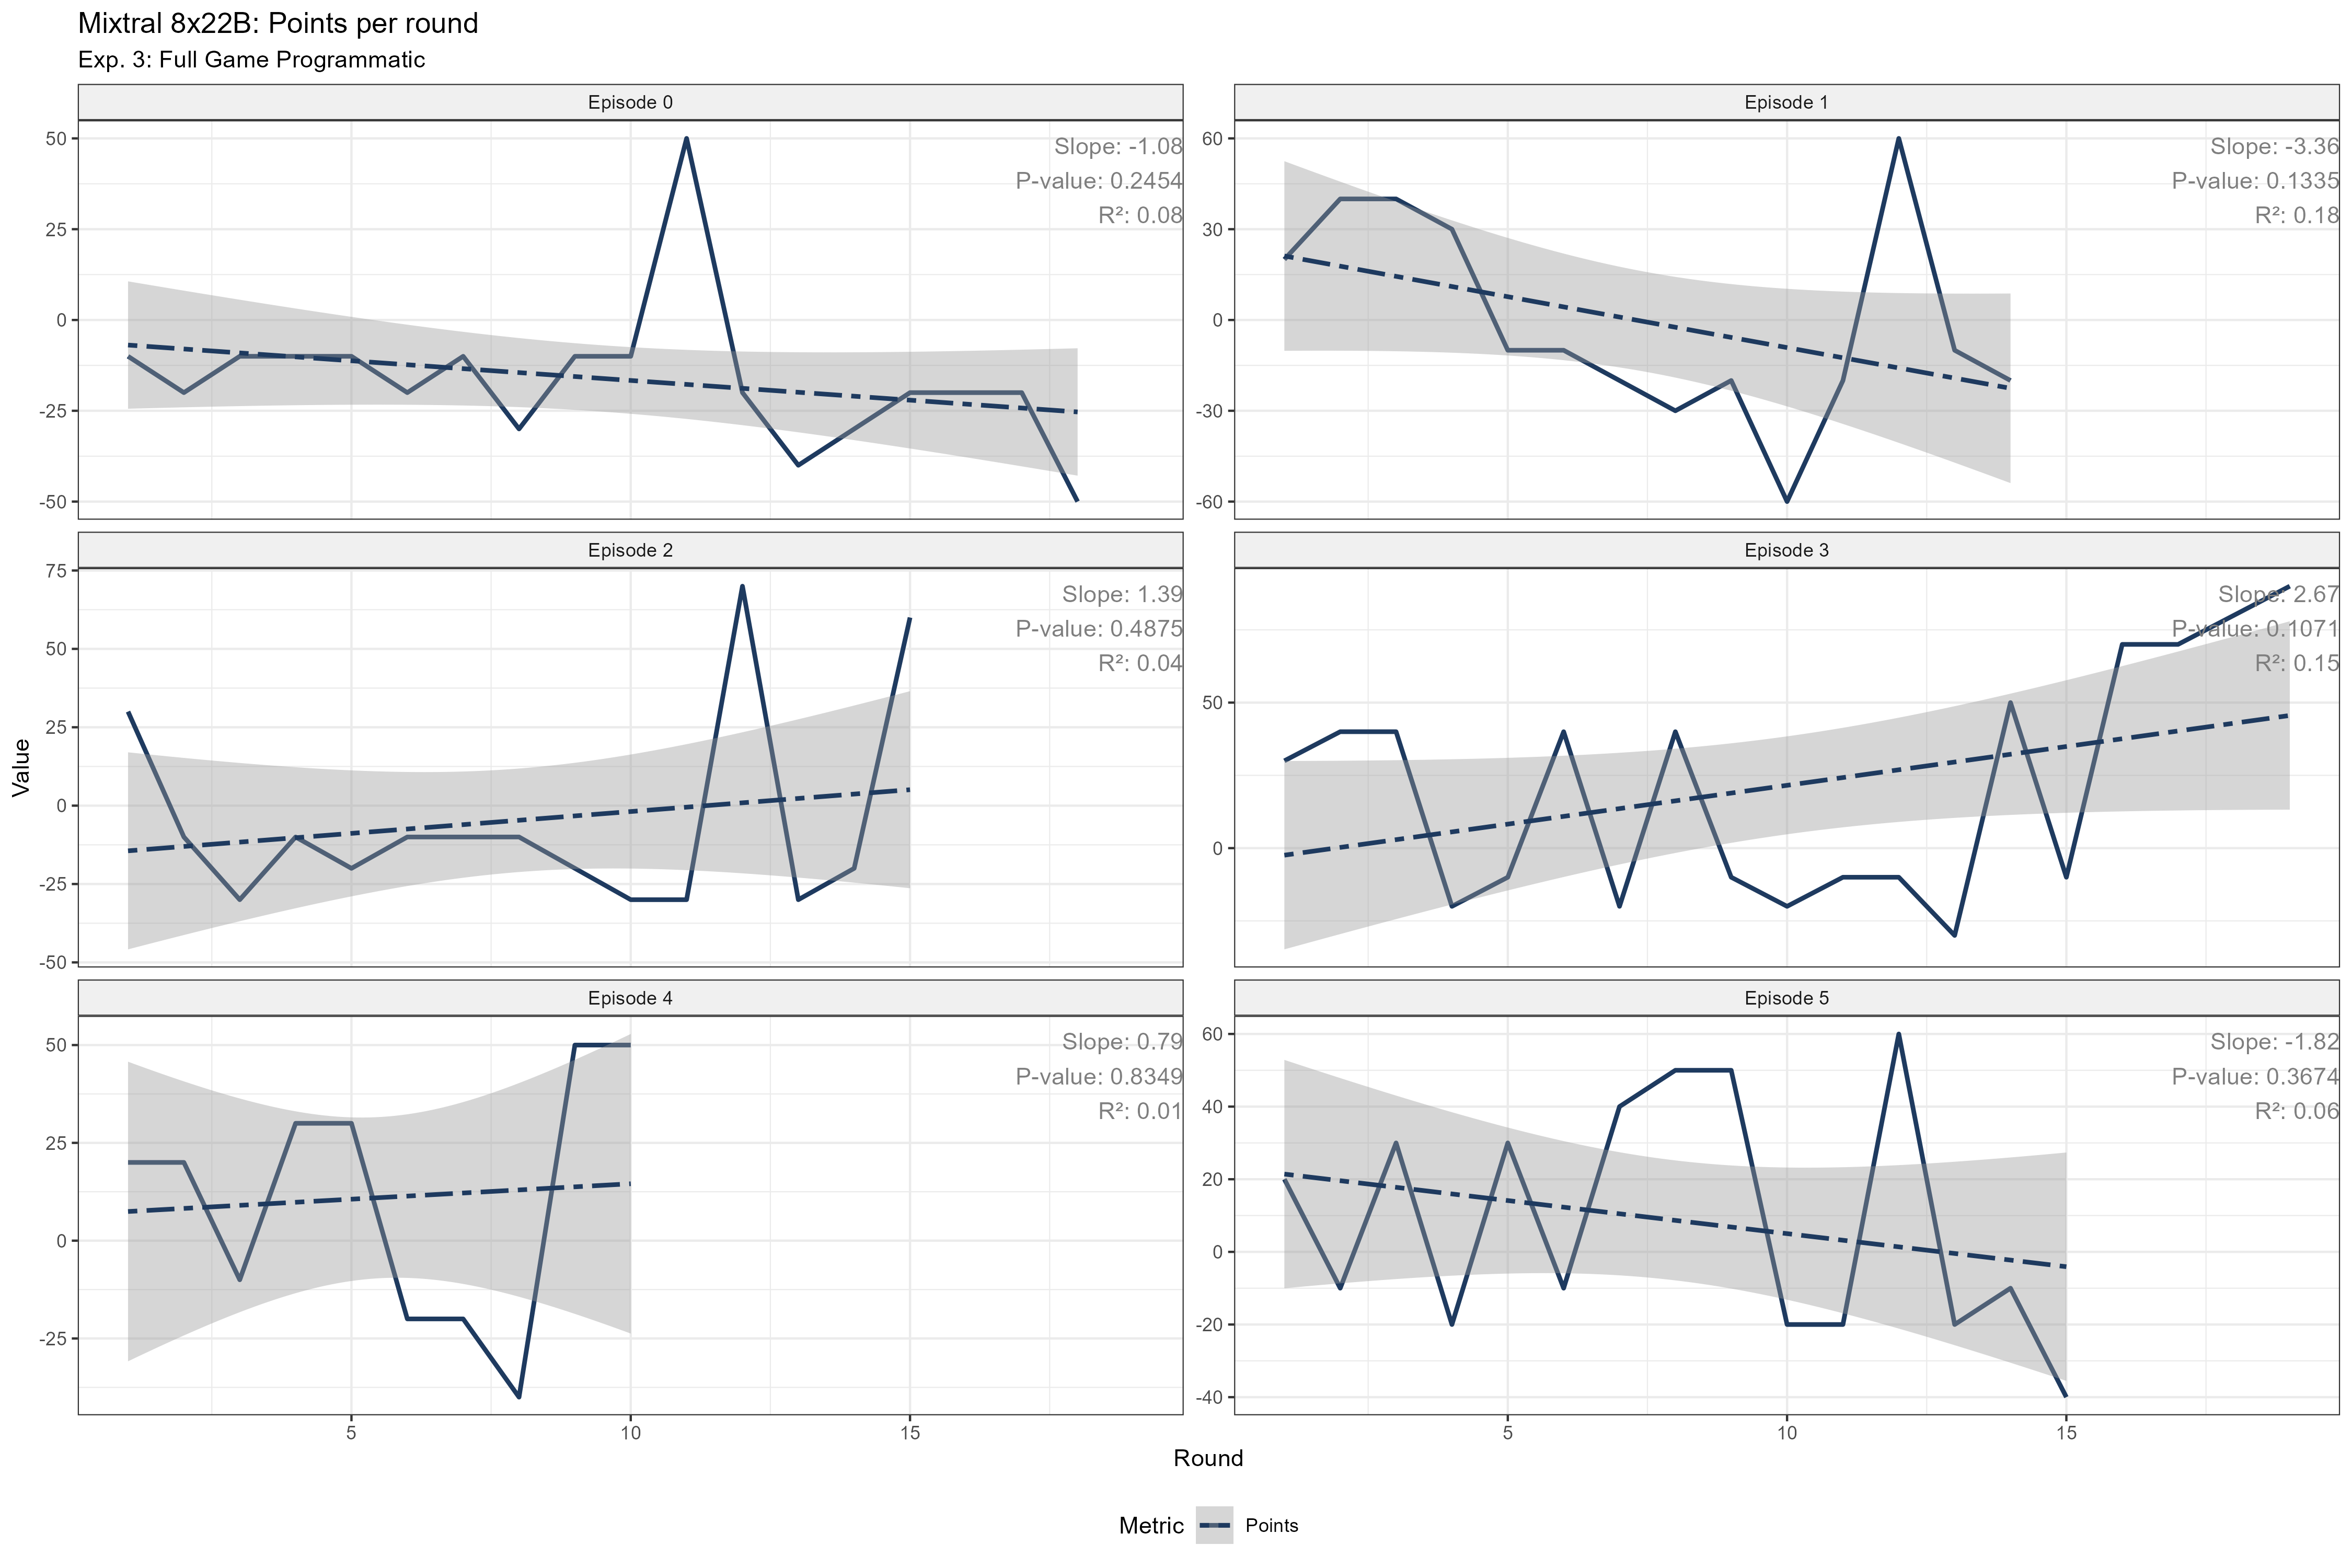 Mixtral 8x22B: Points per round
Exp. 3: Full Game Programmatic
Episode 0
50
25
0
-25
-50
Slope: -1.08
P-value: 0.2454
R²: 0.08
Episode 1
60
30
0
-30
-60
Slope: -3.36
P-value: 0.1335
R²: 0.18
Episode 2
75
50
25
0
-25
-50
Slope: 1.39
P-value: 0.4875
R²: 0.04
Episode 3
50
0
Slope: 2.67
P-value: 0.1071
R²: 0.15
Episode 4
50
25
0
-25
Slope: 0.79
P-value: 0.8349
R²: 0.01
5
10
15
Episode 5
60
40
20
0
-20
-40
Slope: -1.82
P-value: 0.3674
R²: 0.06
5
10
15
Value
Round
Metric
Points